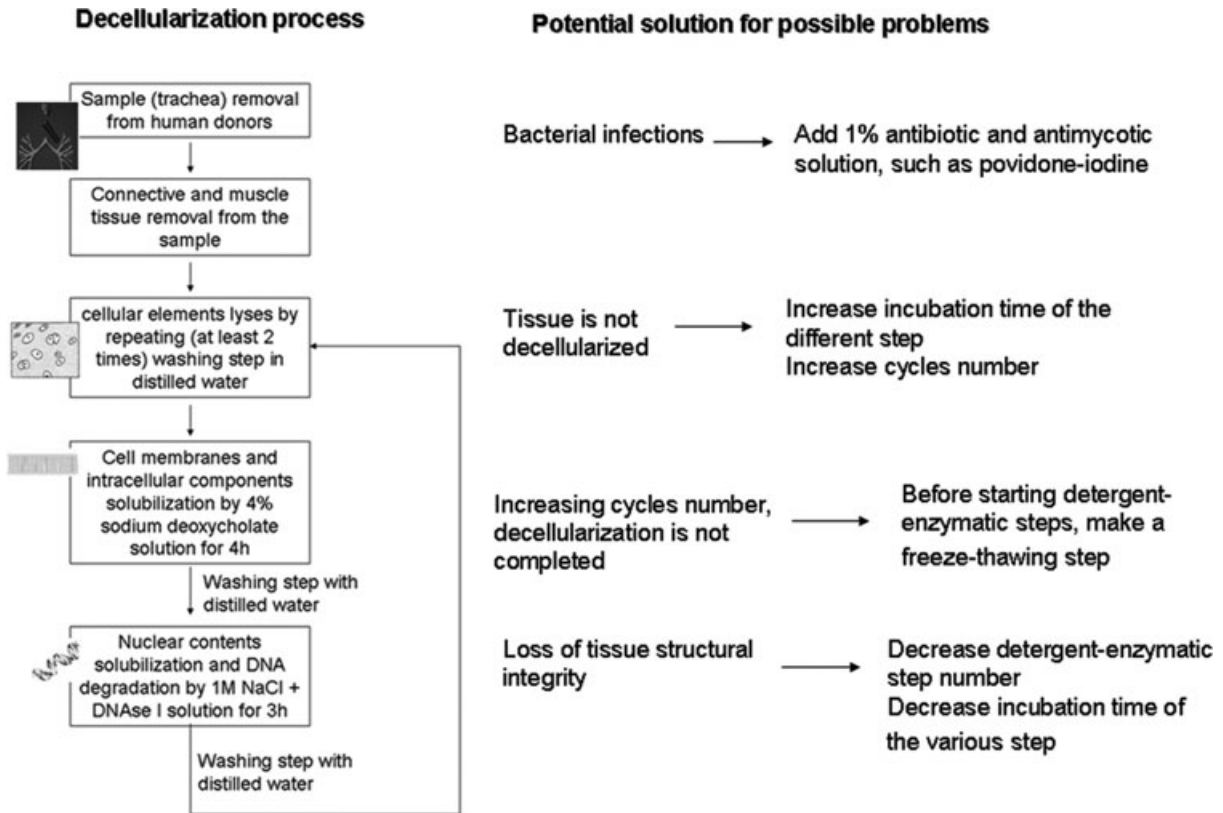 Decellularization process
Sample (trachea) removal
from human donors
Connective and muscle
tissue removal from the
sample
cellular elements lyses by
repeating (at least 2
times) washing step in
distilled water
Cell membranes and
intracellular components
solubilization by 4%
sodium deoxycholate
solution for 4h
Washing step with
distilled water
Nuclear contents
solubilization and DNA
degradation by 1M NaCl +
DNAse I solution for 3h
Washing step with
distilled water
Potential solution for possible problems
Bacterial infections
Add 1% antibiotic and antimycotic
solution, such as povidone-iodine
Tissue is not
decellularized
Increase incubation time of the
different step
Increase cycles number
Increasing cycles number,
decellularization is not
completed
Before starting detergent-
enzymatic steps, make a
freeze-thawing step
Loss of tissue structural
integrity
Decrease detergent-enzymatic
step number
Decrease incubation time of
the various step